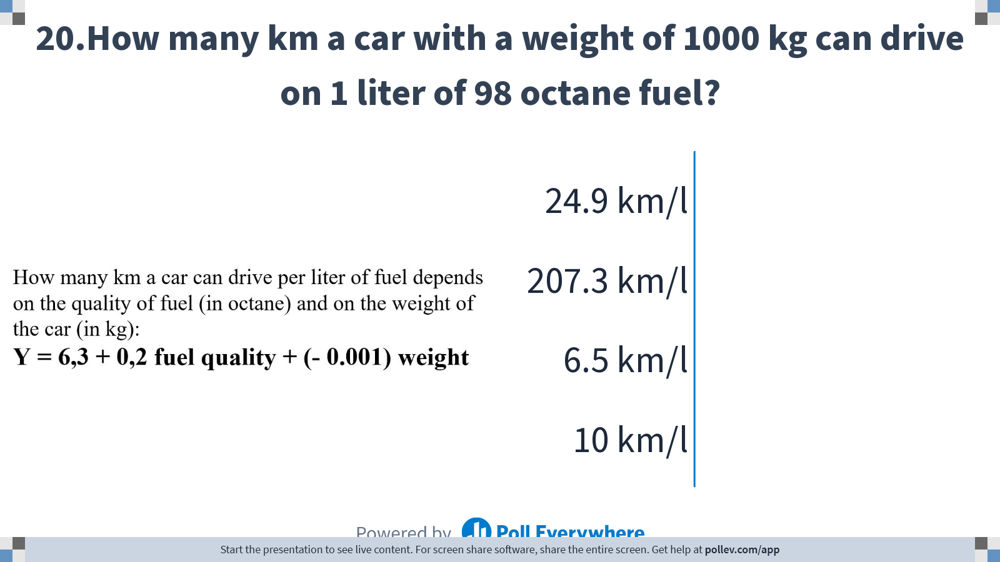 20.How many km a car with a weight of 1000 kg can drive
on 1 liter of 98 octane fuel?
How many km a car can drive per liter of fuel depends
on the quality of fuel (in octane) and on the weight of
the car (in kg):
Y = 6,3 + 0,2 fuel quality + (- 0.001) weight
24.9 km/l
207.3 km/l
6.5 km/l
10 km/l
Powered by Poll Everywhere
Start the presentation to see live content. For screen share software, share the entire screen. Get help at pollev.com/app